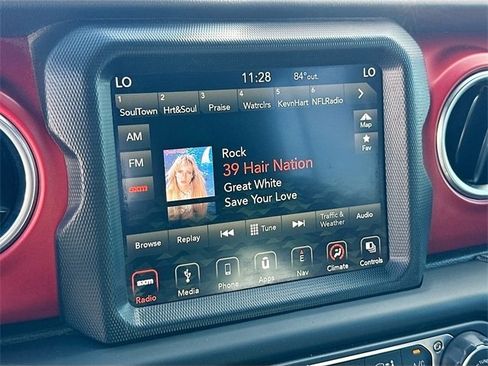 LO 11:28 84°out. LO
1 2 3 4 5 6
SoulTown Hrt&Soul Praise Watrclrs KevnHart NFLRadio
AM
Map
FM
Fav
sxm
Rock
39 Hair Nation
Great White
Save Your Love
Browse Replay Tune Traffic & Weather Audio
sxm E
Radio Media Phone Apps Nav Climate Controls
A/C